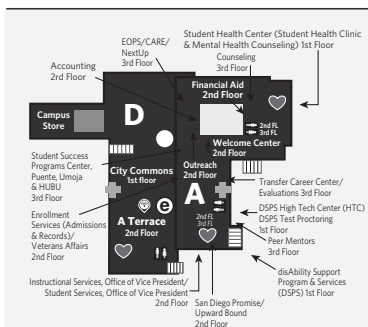 Student Health Center (Student Health Clinic
& Mental Health Counseling) 1st Floor
EOPS/CARE/
NextUp
3rd Floor
Counseling
3rd Floor
Accounting
2nd Floor
Financial Aid
2nd Floor
Campus
Store
D
2nd FL
3rd FL
Welcome Center
2nd Floor
Student Success
Programs Center,
Puente, Umoja
& HUBU
3rd Floor
City Commons
1st floor
Outreach
2nd Floor
A
Transfer Career Center/
Evaluations 3rd Floor
Enrollment
Services (Admissions
& Records)/
Veterans Affairs
2nd Floor
e
A Terrace
2nd Floor
2nd FL
3rd FL
DSPS High Tech Center (HTC)
DSPS Test Proctoring
1st Floor
Peer Mentors
3rd Floor
disAbility Support
Program & Services
(DSPS) 1st Floor
Instructional Services, Office of Vice President/
Student Services, Office of Vice President
2nd Floor
San Diego Promise/
Upward Bound
2nd Floor